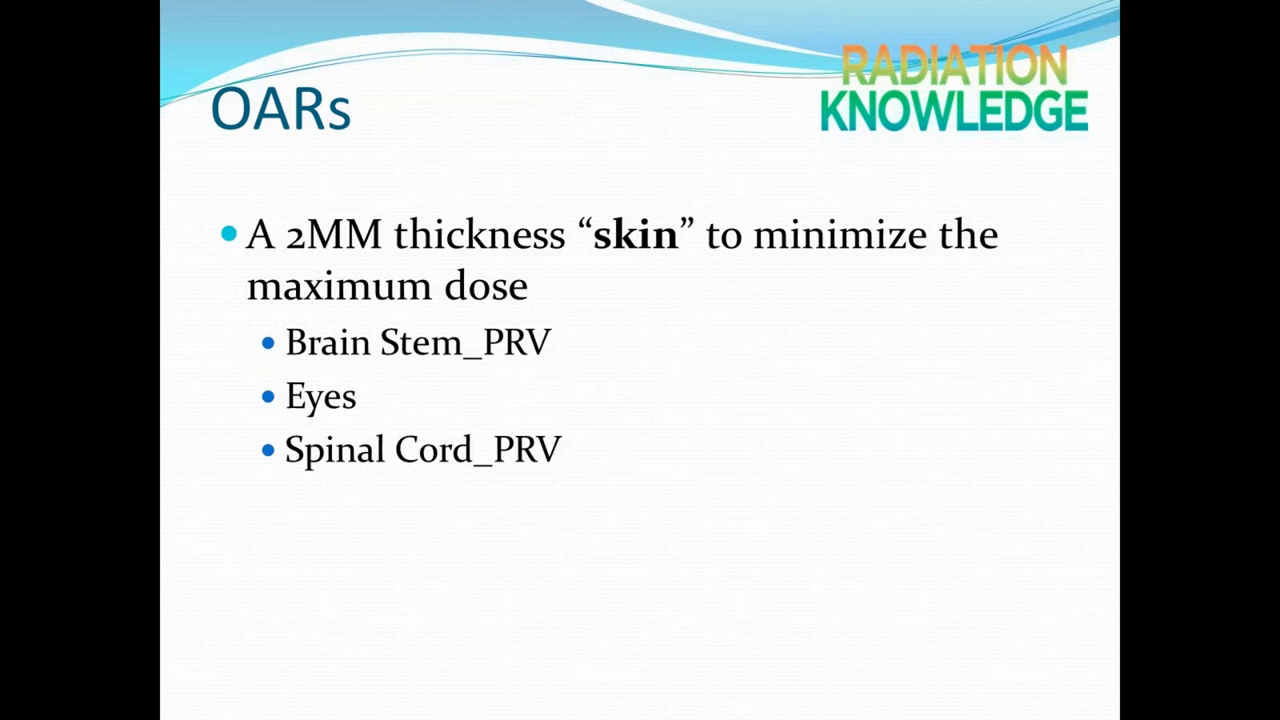 RADIATION
KNOWLEDGE
OARs
• A 2MM thickness “skin” to minimize the
maximum dose
• Brain Stem_PRV
• Eyes
• Spinal Cord_PRV